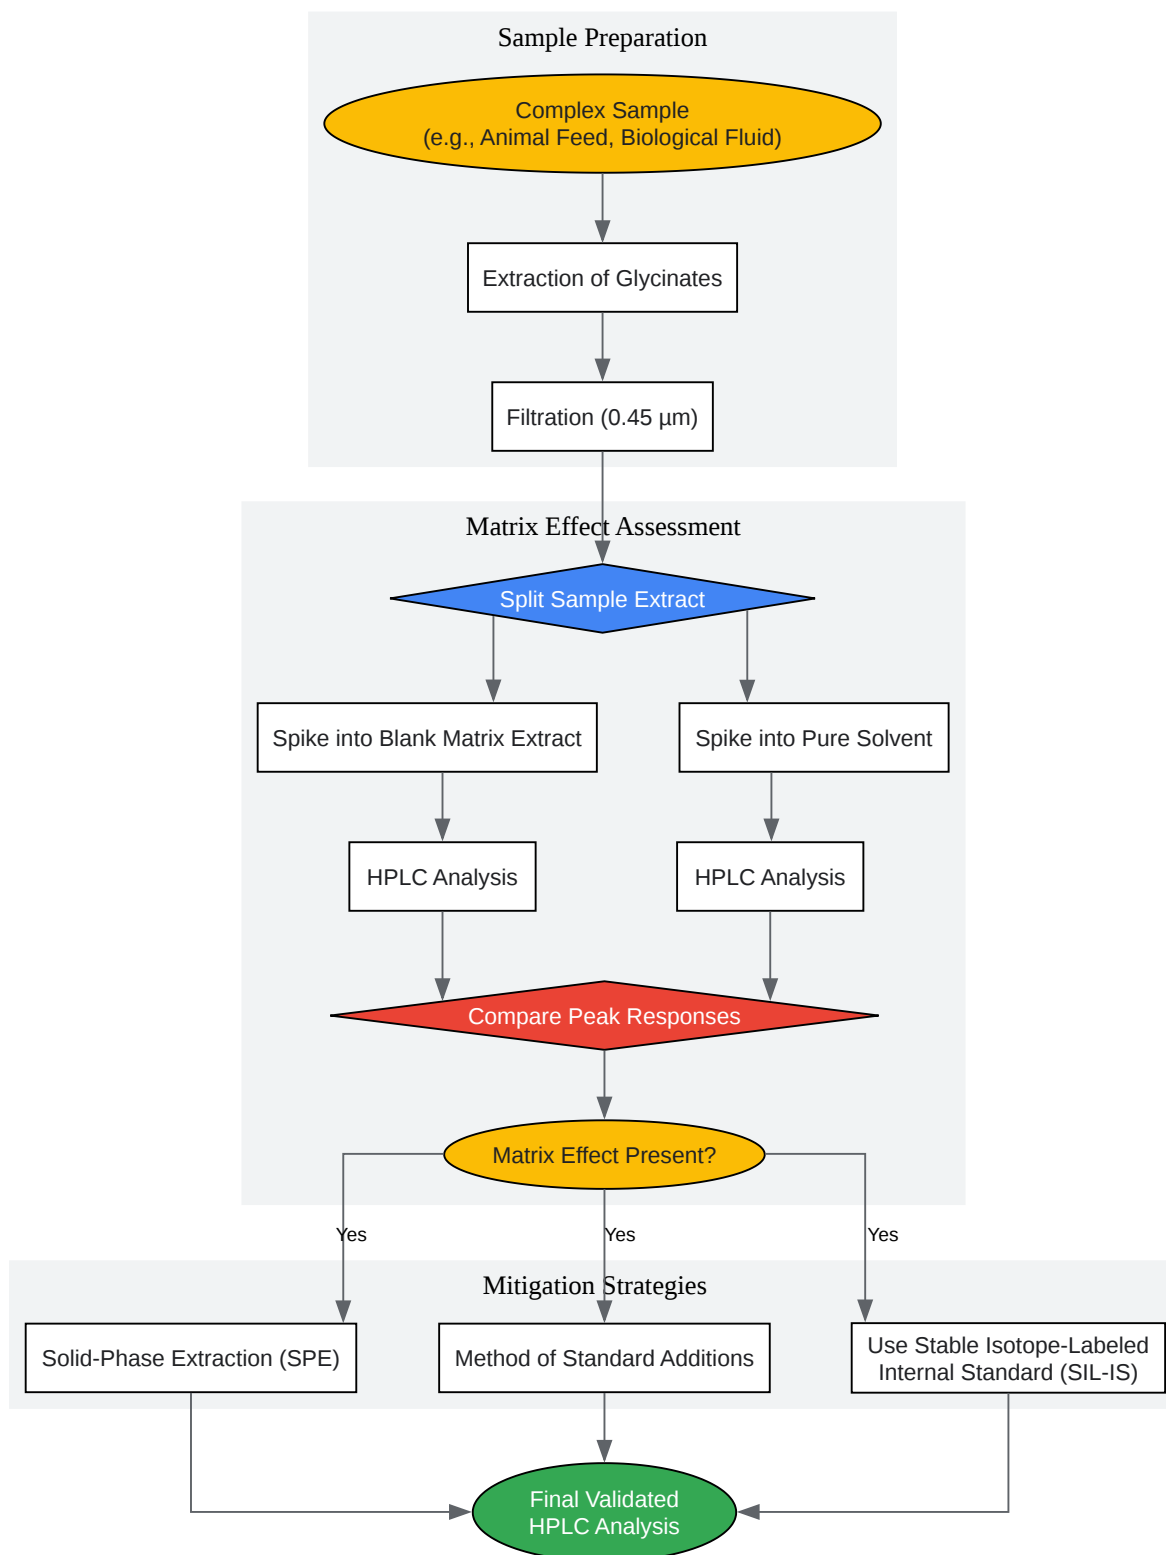 Sample Preparation
Complex Sample
(e.g., Animal Feed, Biological Fluid)
Extraction of Glycinates
Filtration (0.45 µm)
Matrix Effect Assessment
Split Sample Extract
Spike into Blank Matrix Extract
Spike into Pure Solvent
HPLC Analysis
HPLC Analysis
Compare Peak Responses
Matrix Effect Present?
Yes
Yes
Yes
Mitigation Strategies
Solid-Phase Extraction (SPE)
Method of Standard Additions
Use Stable Isotope-Labeled
Internal Standard (SIL-IS)
Final Validated
HPLC Analysis